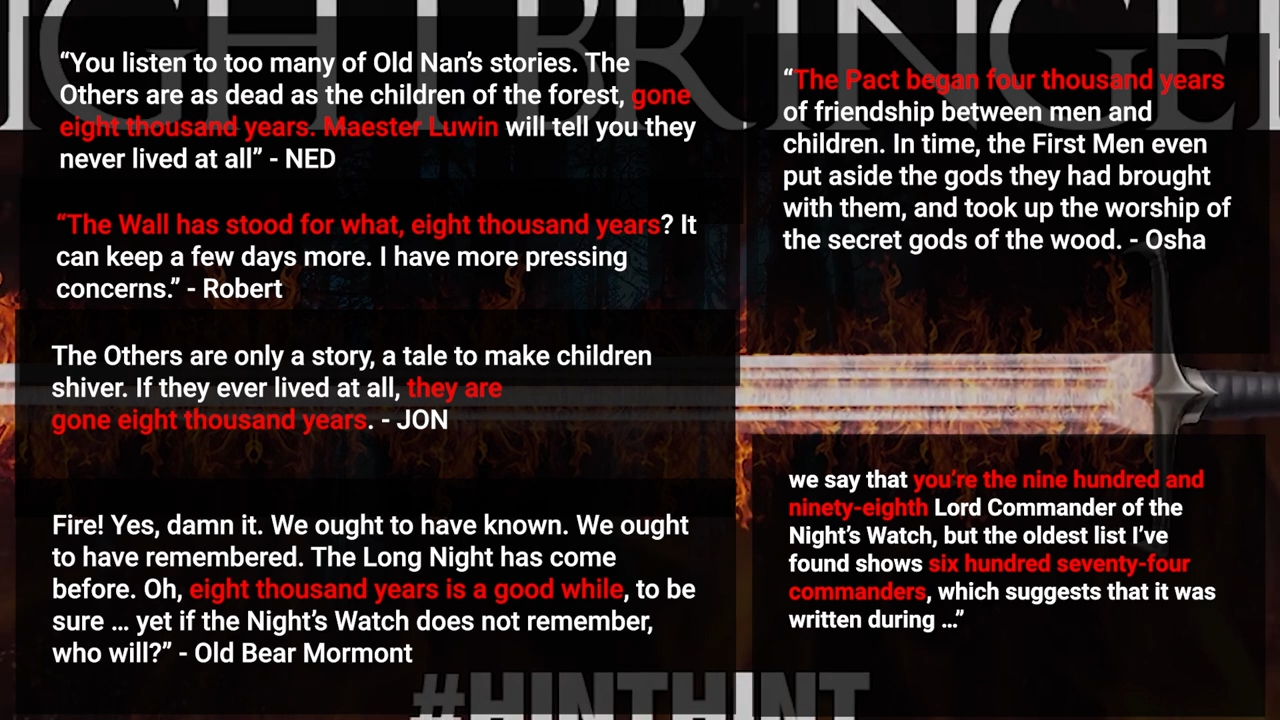 IGHTBRINGER
“You listen to too many of Old Nan’s stories. The
Others are as dead as the children of the forest, gone
eight thousand years. Maester Luwin will tell you they
never lived at all” - NED
“The Wall has stood for what, eight thousand years? It
can keep a few days more. I have more pressing
concerns.” - Robert
The Others are only a story, a tale to make children
shiver. If they ever lived at all, they are
gone eight thousand years. - JON
Fire! Yes, damn it. We ought to have known. We ought
to have remembered. The Long Night has come
before. Oh, eight thousand years is a good while, to be
sure ... yet if the Night’s Watch does not remember,
who will?” - Old Bear Mormont
“The Pact began four thousand years
of friendship between men and
children. In time, the First Men even
put aside the gods they had brought
with them, and took up the worship of
the secret gods of the wood. - Osha
we say that you’re the nine hundred and
ninety-eighth Lord Commander of the
Night’s Watch, but the oldest list I’ve
found shows six hundred seventy-four
commanders, which suggests that it was
written during ...”
#HINTHINT